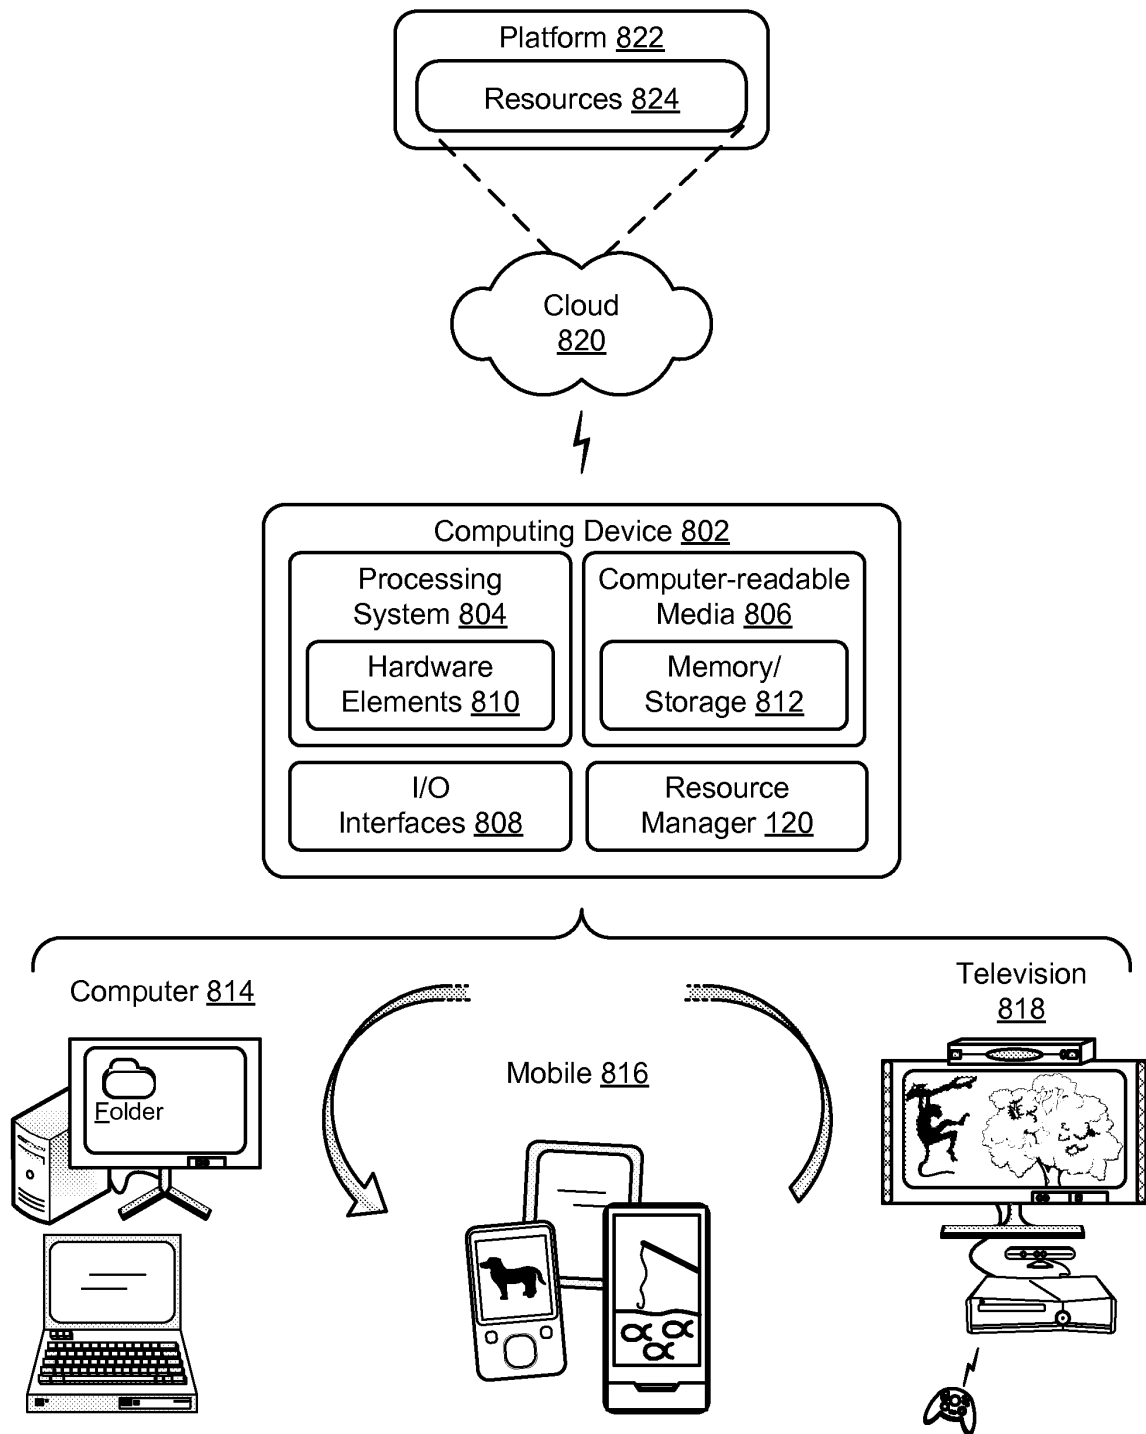 Platform 822
Resources 824
Cloud
820
Computing Device 802
Processing
System 804
Computer-readable
Media 806
Hardware
Elements 810
Memory/
Storage 812
I/O
Interfaces 808
Resource
Manager 120
Computer 814
Television
818
Mobile 816
Folder